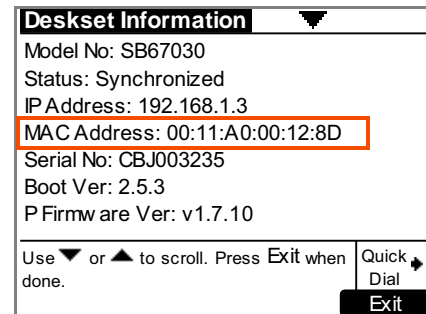 Deskset Information ▼
Model No: SB67030
Status: Synchronized
IP Address: 192.168.1.3
MAC Address: 00:11:A0:00:12:8D
Serial No: CBJ003235
Boot Ver: 2.5.3
P Firmware Ver: v1.7.10
Use ▼ or ▲ to scroll. Press Exit when
done.
Quick
Dial
Exit